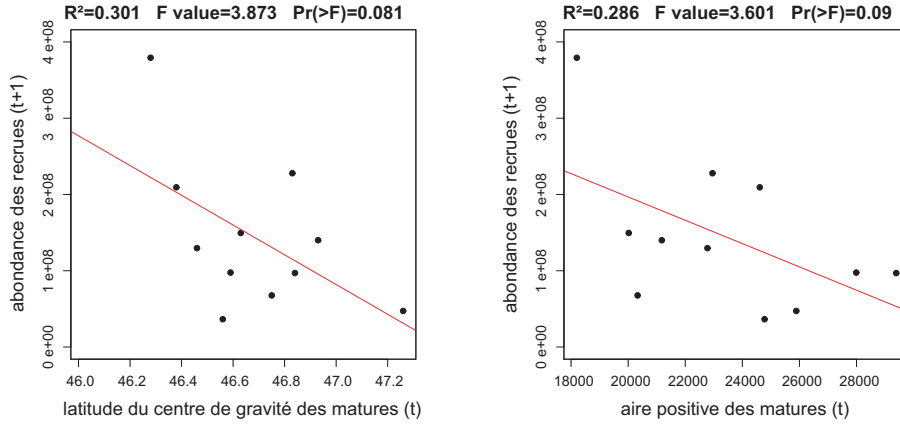 R²=0.301 F value=3.873 Pr(>F)=0.081
abondance des recrues (t+1)
4 e+08
3 e+08
2 e+08
1 e+08
0 e+00
46.0 46.2 46.4 46.6 46.8 47.0 47.2
latitude du centre de gravité des matures (t)
R²=0.286 F value=3.601 Pr(>F)=0.09
abondance des recrues (t+1)
4 e+08
3 e+08
2 e+08
1 e+08
0 e+00
18000 20000 22000 24000 26000 28000
aire positive des matures (t)